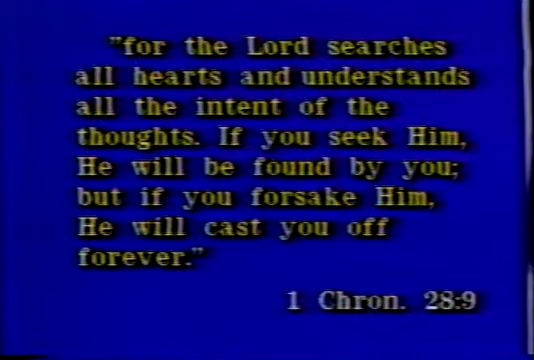 "for the Lord searches
all hearts and understands
all the intent of the
thoughts. If you seek Him,
He will be found by you;
but if you forsake Him,
He will cast you off
forever."
1 Chron. 28:9